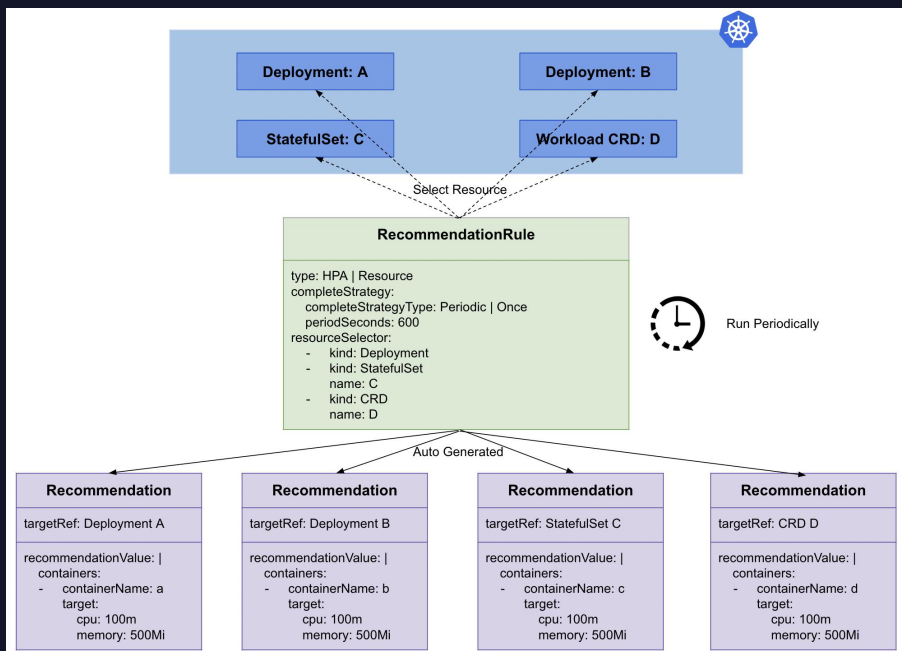 Deployment: A
Deployment: B
StatefulSet: C
Workload CRD: D
Select Resource
RecommendationRule
type: HPA | Resource
completeStrategy:
completeStrategyType: Periodic | Once
periodSeconds: 600
resourceSelector:
- kind: Deployment
- kind: StatefulSet
name: C
- kind: CRD
name: D
Run Periodically
Auto Generated
Recommendation
targetRef: Deployment A
recommendationValue: |
containers:
- containerName: a
target:
cpu: 100m
memory: 500Mi
Recommendation
targetRef: Deployment B
recommendationValue: |
containers:
- containerName: b
target:
cpu: 100m
memory: 500Mi
Recommendation
targetRef: StatefulSet C
recommendationValue: |
containers:
- containerName: c
target:
cpu: 100m
memory: 500Mi
Recommendation
targetRef: CRD D
recommendationValue: |
containers:
- containerName: d
target:
cpu: 100m
memory: 500Mi